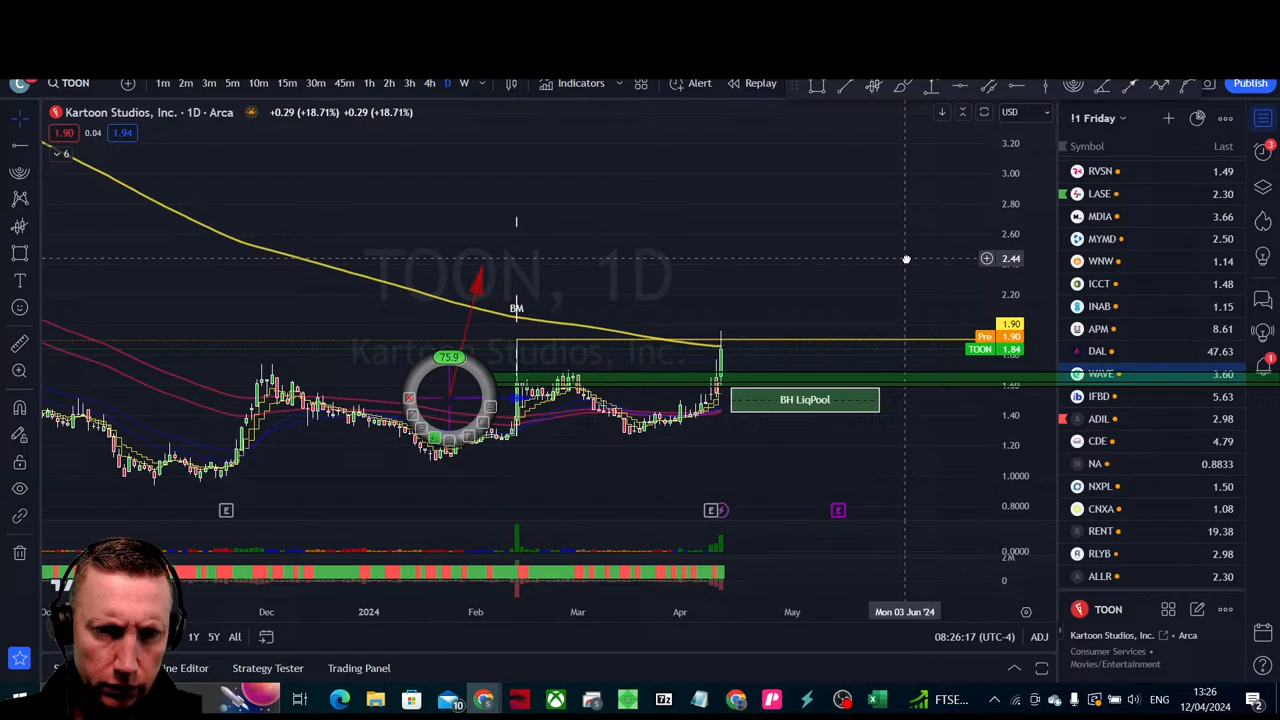 TOON
1m 2m 3m 5m 10m 15m 30m 45m 1h 2h 3h 4h D W
Indicators
Alert
Replay
Publish
Kartoon Studios, Inc. · 1D · Arca
+0.29 (+18.71%) +0.29 (+18.71%)
USD
!1 Friday
1.90 0.04 1.94
6
Symbol Last
RVSN 1.49
LASE 2.30
MDIA 3.66
MYMD 2.50
WNW 1.14
ICCT 1.48
INAB 1.15
APM 8.61
DAL 47.63
WAVE 3.60
IFBD 5.63
ADIL 2.98
CDE 4.79
NA 0.8833
NXPL 1.50
CNXA 1.08
RENT 19.38
RLYB 2.98
ALLR 2.30
3
3.20
3.00
2.80
2.60
2.44
2.20
1.90
Pre 1.90
TOON 1.84
1.60
1.40
1.20
1.0000
0.8000
0.0000
2M
0
TOON, 1D
Kartoon Studios, Inc.
BM
75.9
BH LiqPool
E
E
E
Dec 2024 Feb Mar Apr May Mon 03 Jun '24
1Y 5Y All
08:26:17 (UTC-4) ADJ
TOON
Kartoon Studios, Inc. · Arca
Consumer Services •
Movies/Entertainment
ine Editor Strategy Tester Trading Panel
10
FTSE...
ENG
13:26
12/04/2024
2